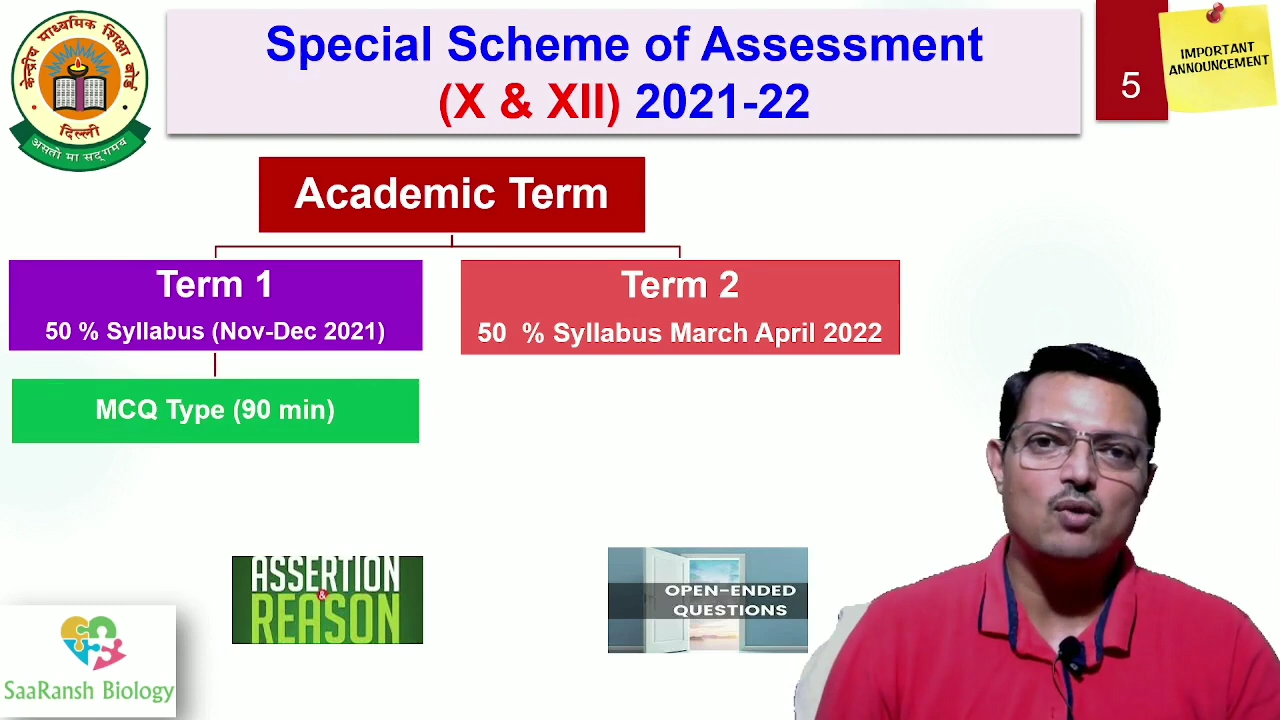 केन्द्रीय माध्यमिक शिक्षा बोर्ड
दिल्ली
असतो मा सद्गमय
Special Scheme of Assessment
(X & XII) 2021-22
5
IMPORTANT
ANNOUNCEMENT
Academic Term
Term 1
50 % Syllabus (Nov-Dec 2021)
Term 2
50 % Syllabus March April 2022
MCQ Type (90 min)
ASSERTION
&
REASON
OPEN-ENDED
QUESTIONS
SaaRansh Biology